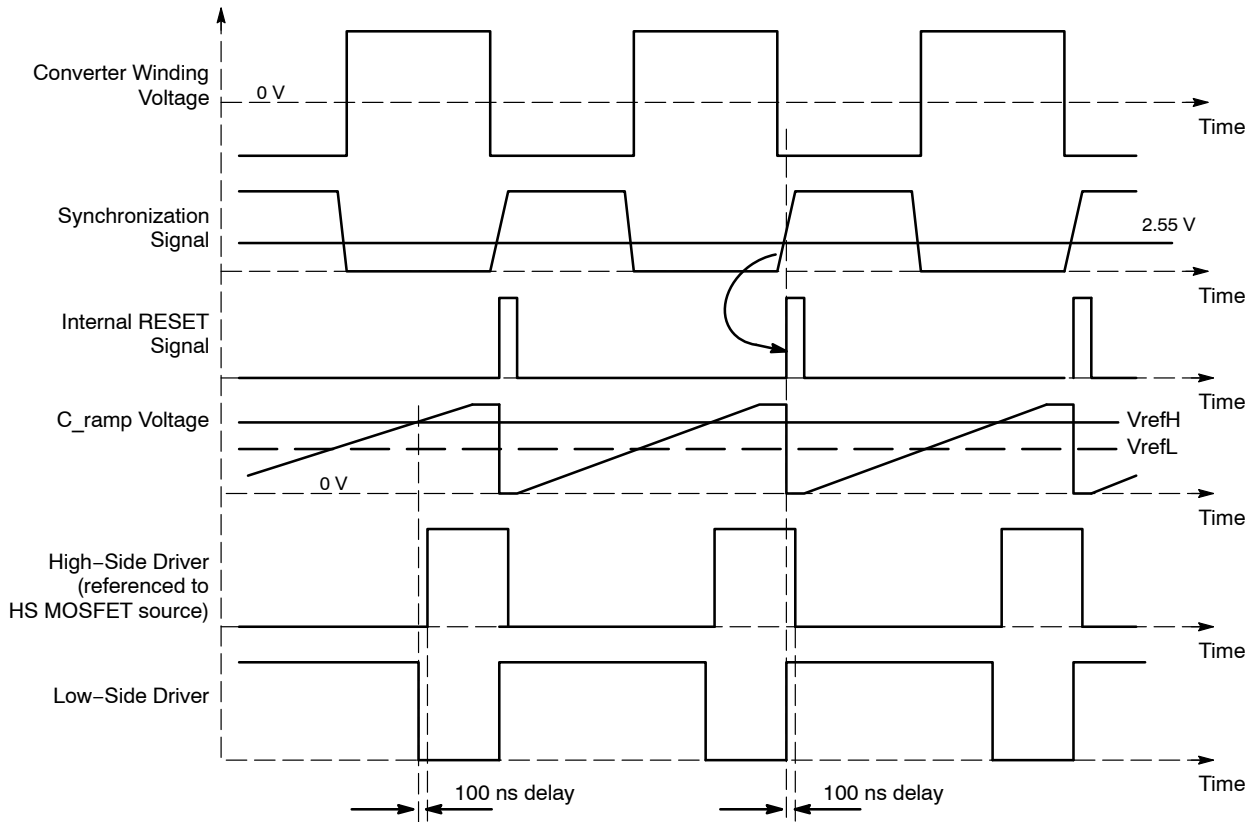 Converter Winding
Voltage
0 V
Time
Synchronization
Signal
2.55 V
Time
Internal RESET
Signal
Time
C_ramp Voltage
VrefH
VrefL
0 V
Time
High−Side Driver
(referenced to
HS MOSFET source)
Time
Low−Side Driver
Time
100 ns delay
100 ns delay